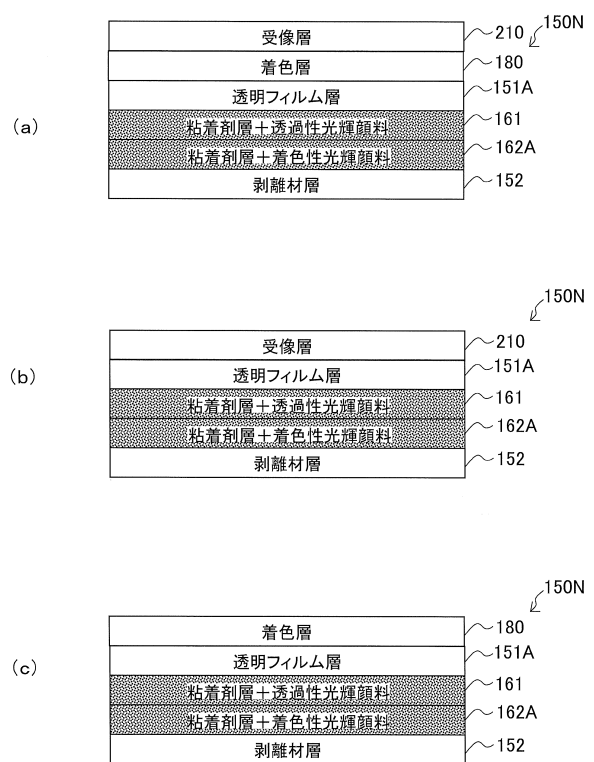 150N
(a)
受像層 210
着色層 180
透明フィルム層 151A
粘着剤層+透過性光輝顔料 161
粘着剤層+着色性光輝顔料 162A
剥離材層 152
150N
(b)
受像層 210
透明フィルム層 151A
粘着剤層+透過性光輝顔料 161
粘着剤層+着色性光輝顔料 162A
剥離材層 152
150N
(c)
着色層 180
透明フィルム層 151A
粘着剤層+透過性光輝顔料 161
粘着剤層+着色性光輝顔料 162A
剥離材層 152